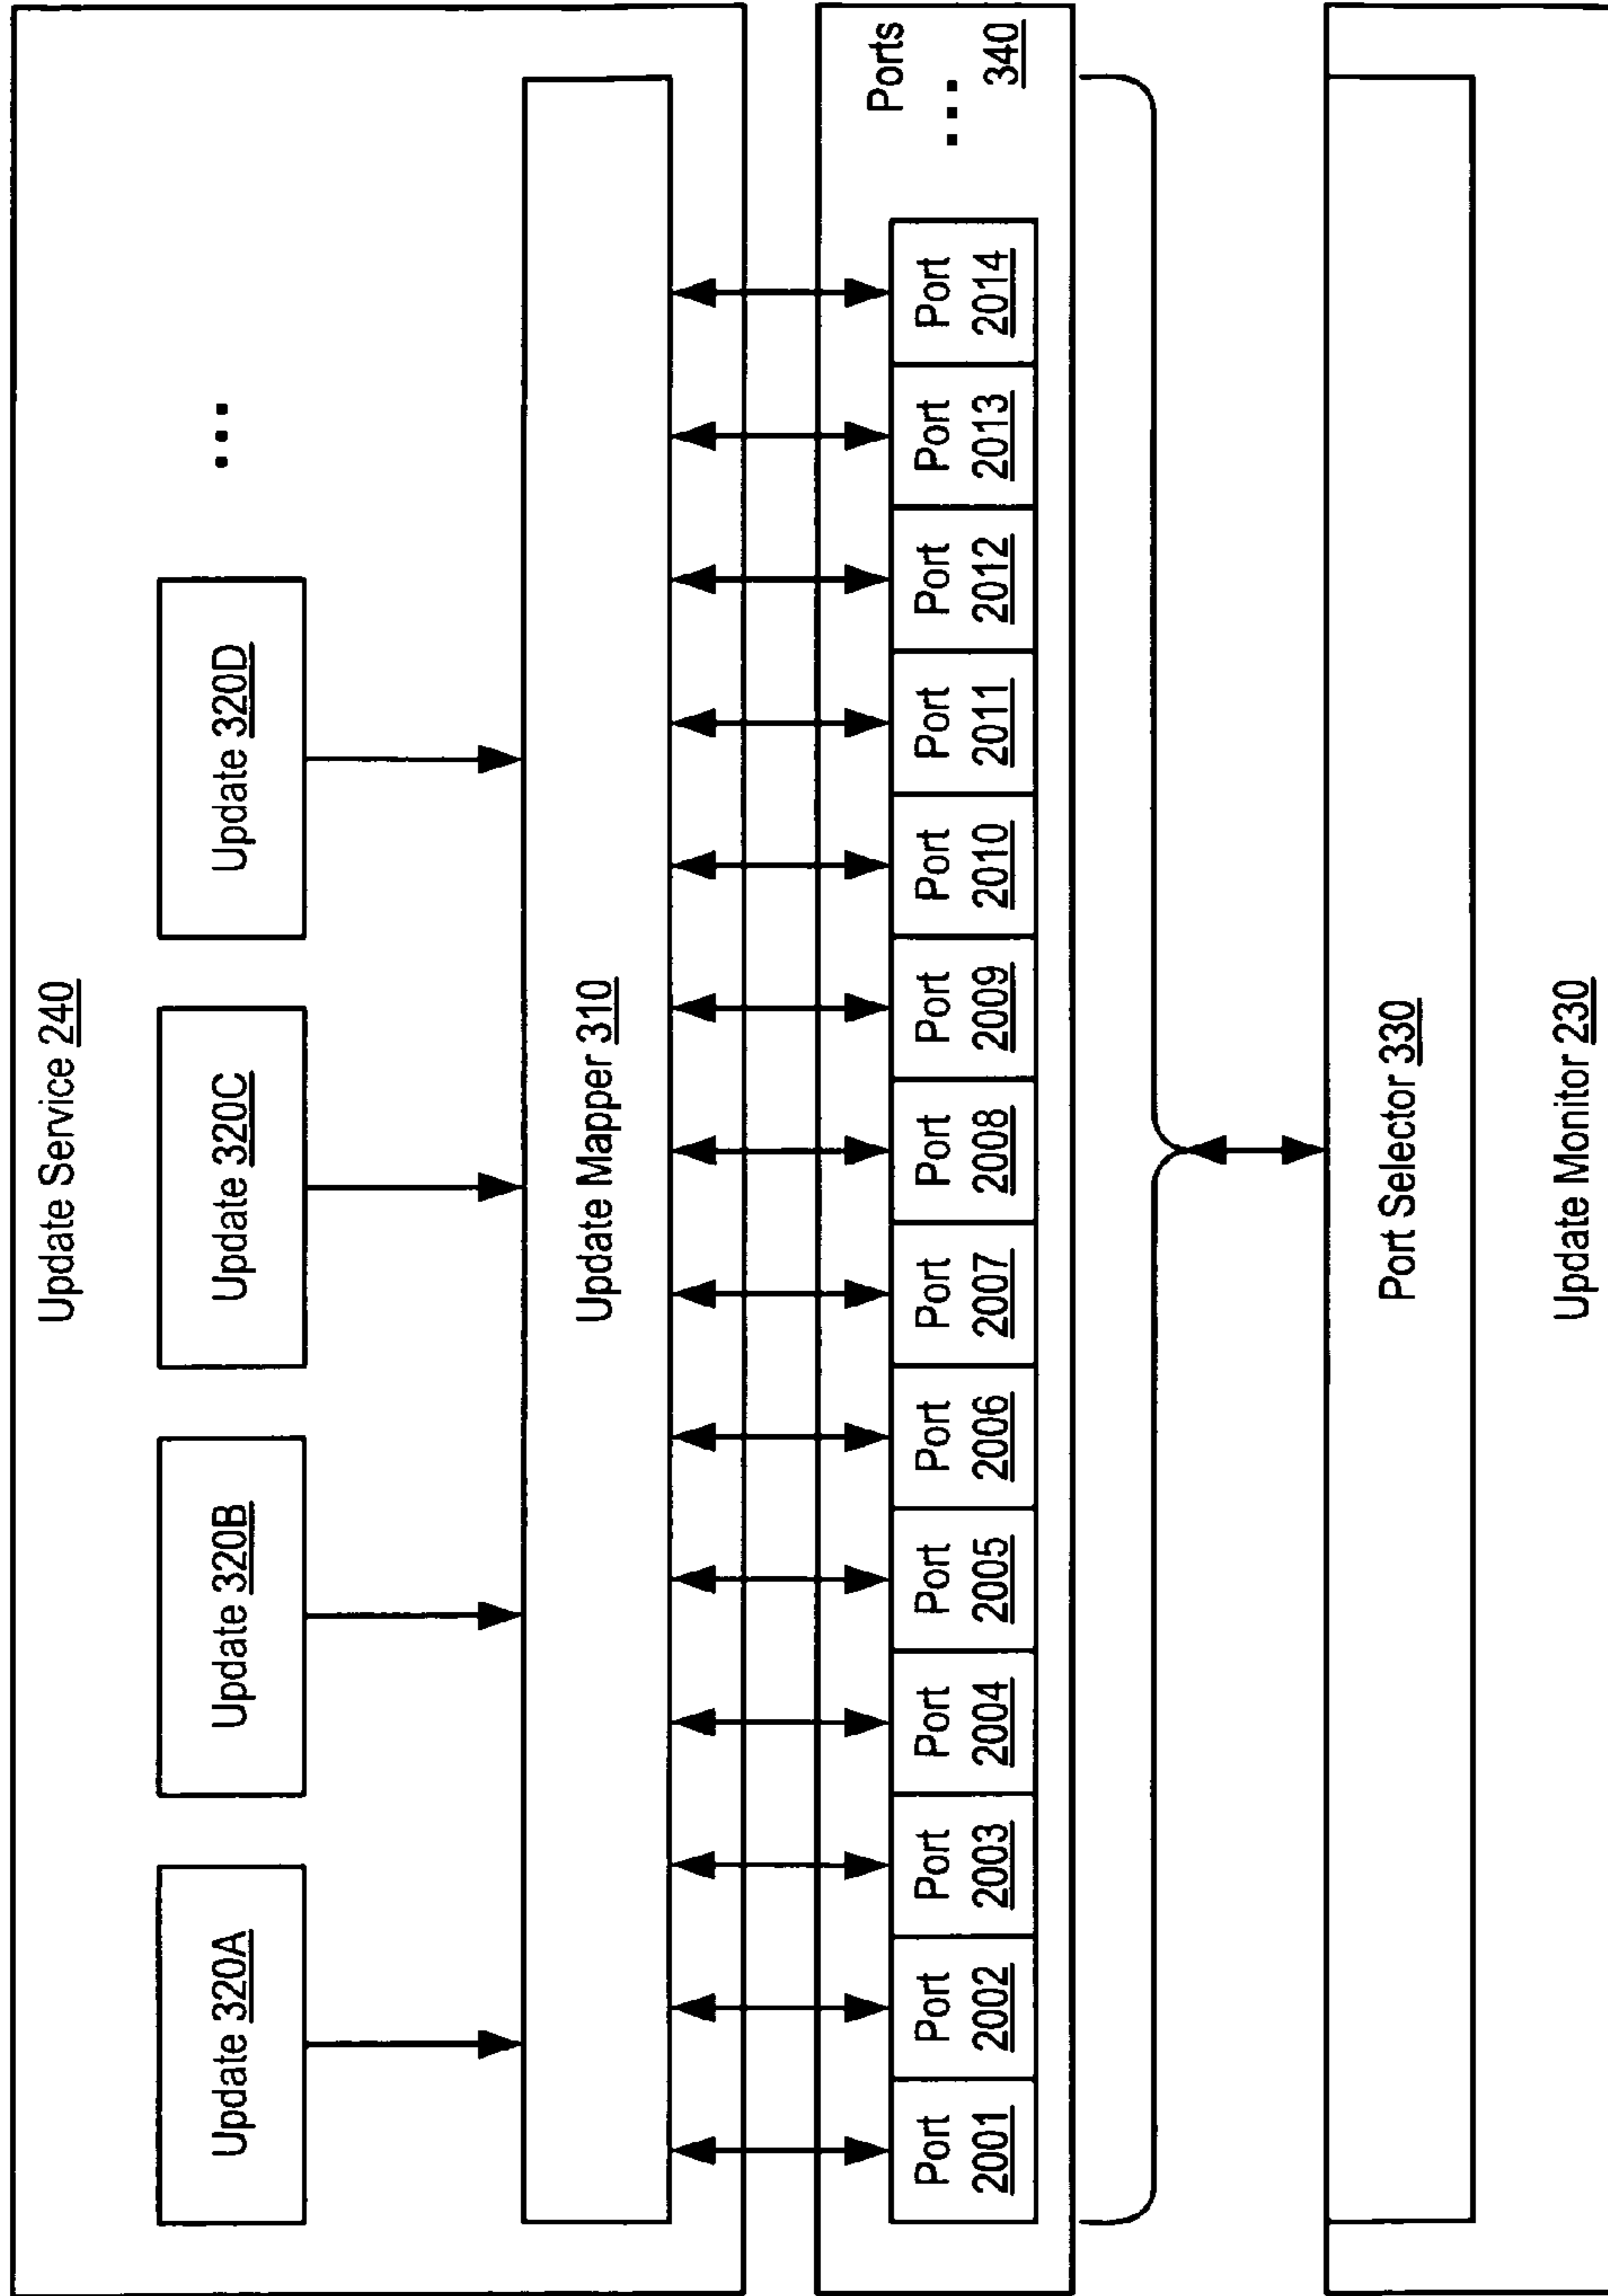 Update Service 240
Update 320A
Update 320B
Update 320C
Update 320D
...
Update Mapper 310
Port
2001
Port
2002
Port
2003
Port
2004
Port
2005
Port
2006
Port
2007
Port
2008
Port
2009
Port
2010
Port
2011
Port
2012
Port
2013
Port
2014
Ports
...
340
Port Selector 330
Update Monitor 230